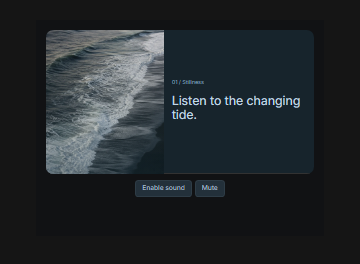 01 / Stillness
Listen to the changing
tide.
Enable sound
Mute